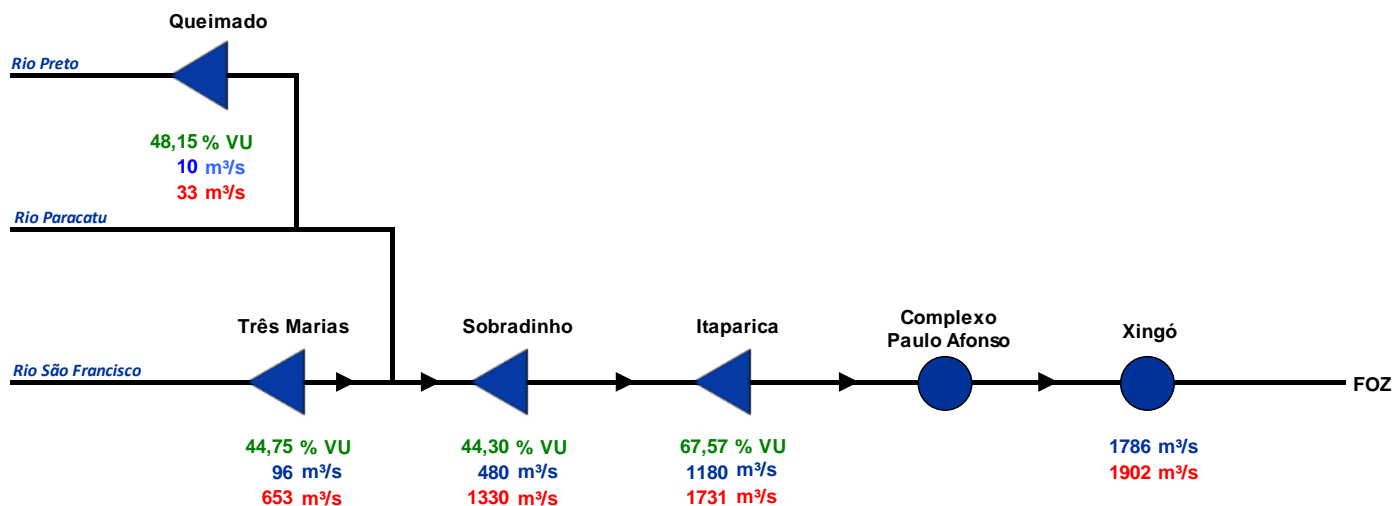 Queimado
Rio Preto
48,15 % VU
10 m³/s
33 m³/s
Rio Paracatu
Três Marias
Sobradinho
Itaparica
Complexo
Paulo Afonso
Xingó
Rio São Francisco
FOZ
44,75 % VU
96 m³/s
653 m³/s
44,30 % VU
480 m³/s
1330 m³/s
67,57 % VU
1180 m³/s
1731 m³/s
1786 m³/s
1902 m³/s